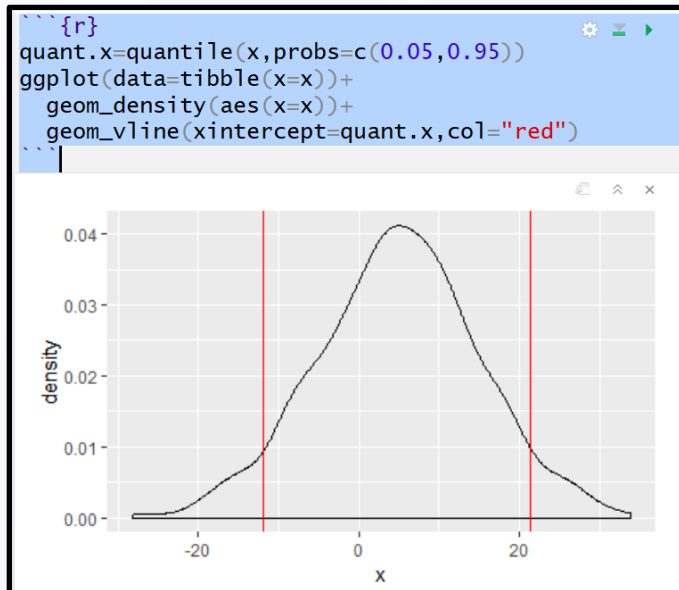 ```{r}
quant.x=quantile(x,probs=c(0.05,0.95))
ggplot(data=tibble(x=x))+
  geom_density(aes(x=x))+
  geom_vline(xintercept=quant.x,col="red")
```
0.04
0.03
0.02
0.01
0.00
density
-20
0
20
x